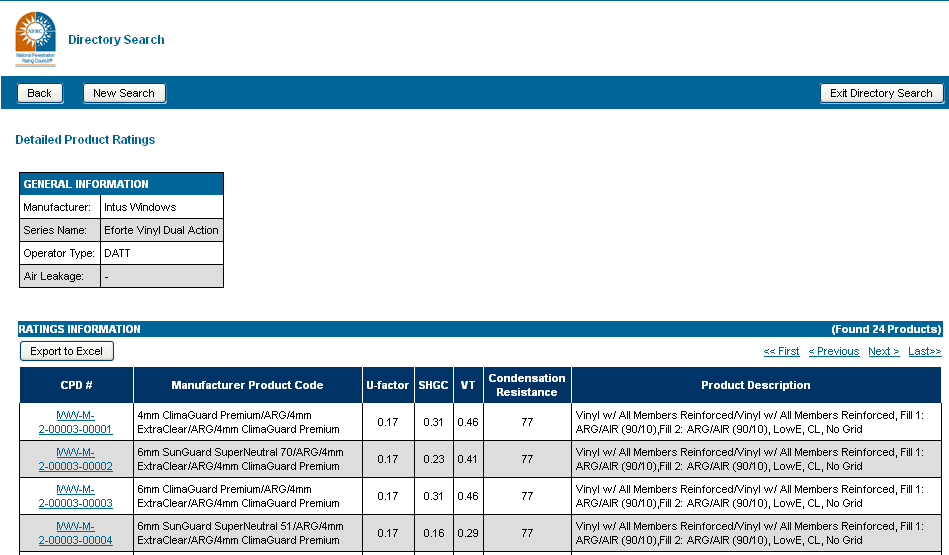 NFRC
National Fenestration
Rating Council®
Directory Search
Back
New Search
Exit Directory Search
Detailed Product Ratings
GENERAL INFORMATION
Manufacturer: Intus Windows
Series Name: Eforte Vinyl Dual Action
Operator Type: DATT
Air Leakage: -
RATINGS INFORMATION (Found 24 Products)
Export to Excel
<< First < Previous Next > Last>>
CPD # Manufacturer Product Code U-factor SHGC VT Condensation Resistance Product Description
MWV-M-
2-00003-00001
4mm ClimaGuard Premium/ARG/4mm
ExtraClear/ARG/4mm ClimaGuard Premium
0.17 0.31 0.46 77
Vinyl w/ All Members Reinforced/Vinyl w/ All Members Reinforced, Fill 1:
ARG/AIR (90/10),Fill 2: ARG/AIR (90/10), LowE, CL, No Grid
MWV-M-
2-00003-00002
6mm SunGuard SuperNeutral 70/ARG/4mm
ExtraClear/ARG/4mm ClimaGuard Premium
0.17 0.23 0.41 77
Vinyl w/ All Members Reinforced/Vinyl w/ All Members Reinforced, Fill 1:
ARG/AIR (90/10),Fill 2: ARG/AIR (90/10), LowE, CL, No Grid
MWV-M-
2-00003-00003
6mm ClimaGuard Premium/ARG/4mm
ExtraClear/ARG/4mm ClimaGuard Premium
0.17 0.31 0.46 77
Vinyl w/ All Members Reinforced/Vinyl w/ All Members Reinforced, Fill 1:
ARG/AIR (90/10),Fill 2: ARG/AIR (90/10), LowE, CL, No Grid
MWV-M-
2-00003-00004
6mm SunGuard SuperNeutral 51/ARG/4mm
ExtraClear/ARG/4mm ClimaGuard Premium
0.17 0.16 0.29 77
Vinyl w/ All Members Reinforced/Vinyl w/ All Members Reinforced, Fill 1:
ARG/AIR (90/10),Fill 2: ARG/AIR (90/10), LowE, CL, No Grid